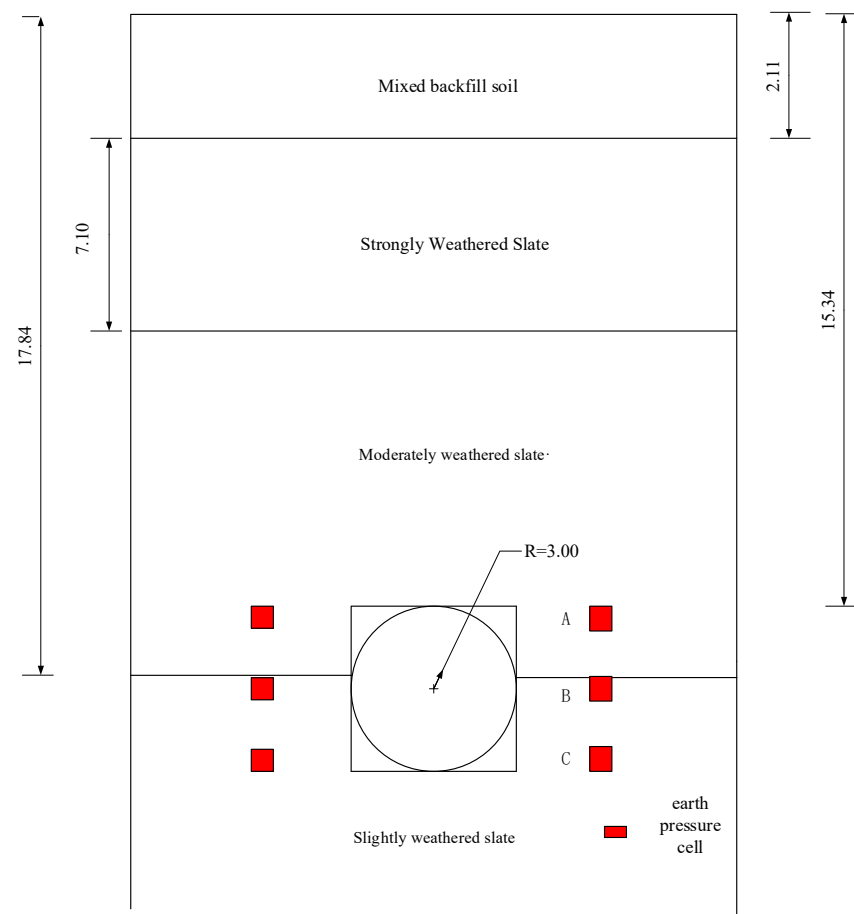 2.11
Mixed backfill soil
7.10
Strongly Weathered Slate
15.34
17.84
Moderately weathered slate·
R=3.00
A
B
C
earth
pressure
cell
Slightly weathered slate